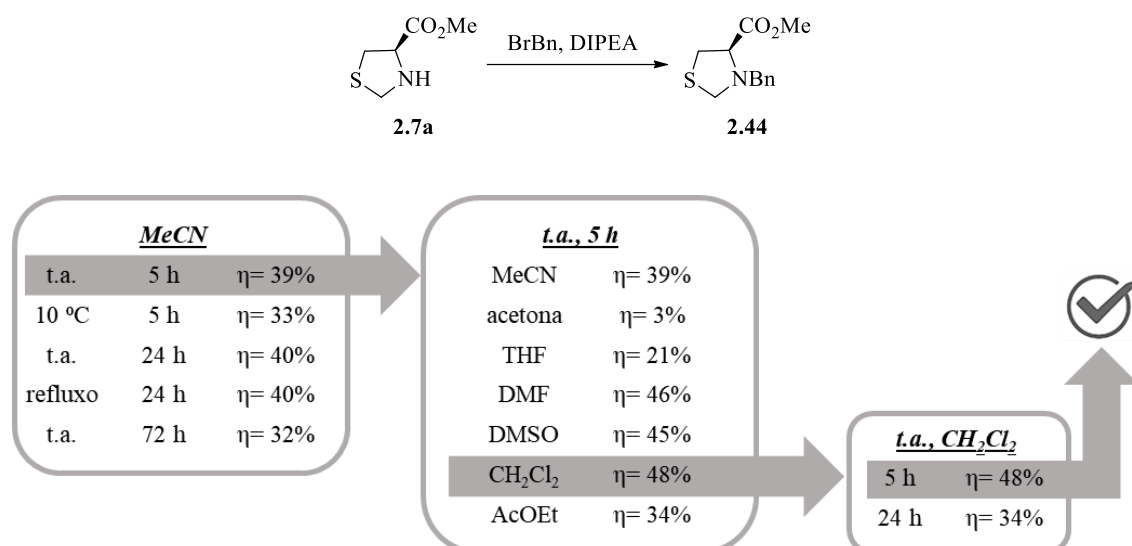 CO₂Me
S
NH
2.7a
BrBn, DIPEA
CO₂Me
S
NBn
2.44
MeCN
t.a. 5 h η= 39%
10 ºC 5 h η= 33%
t.a. 24 h η= 40%
refluxo 24 h η= 40%
t.a. 72 h η= 32%
t.a., 5 h
MeCN η= 39%
acetona η= 3%
THF η= 21%
DMF η= 46%
DMSO η= 45%
CH₂Cl₂ η= 48%
AcOEt η= 34%
t.a., CH₂Cl₂
5 h η= 48%
24 h η= 34%